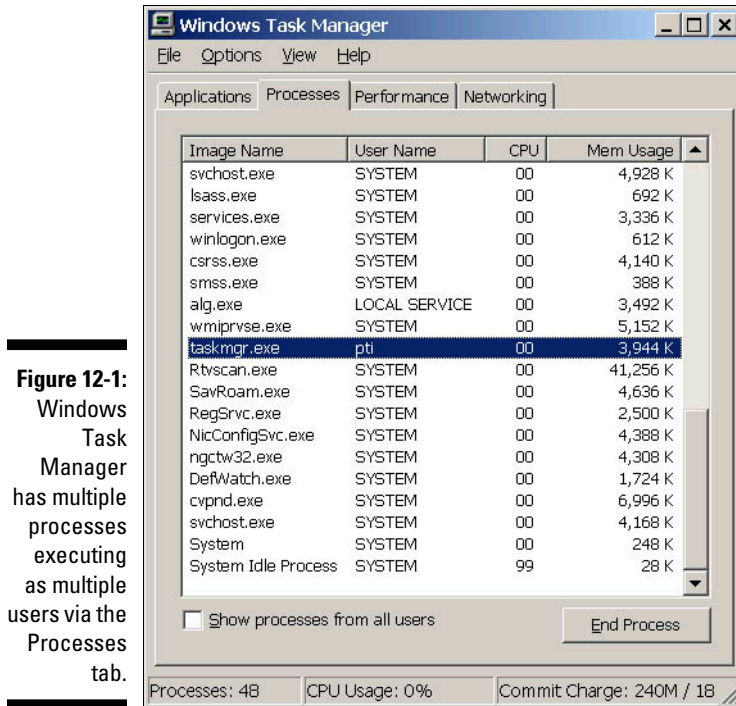 Windows Task Manager
File Options View Help
Applications Processes Performance Networking
Image Name User Name CPU Mem Usage
svchost.exe SYSTEM 00 4,928 K
lsass.exe SYSTEM 00 692 K
services.exe SYSTEM 00 3,336 K
winlogon.exe SYSTEM 00 612 K
csrss.exe SYSTEM 00 4,140 K
smss.exe SYSTEM 00 388 K
alg.exe LOCAL SERVICE 00 3,492 K
wmiprvse.exe SYSTEM 00 5,152 K
taskmgr.exe pti 00 3,944 K
Rtvscan.exe SYSTEM 00 41,256 K
SavRoam.exe SYSTEM 00 4,636 K
RegSrvc.exe SYSTEM 00 2,500 K
NicConfigSvc.exe SYSTEM 00 4,388 K
ngctw32.exe SYSTEM 00 4,308 K
DefWatch.exe SYSTEM 00 1,724 K
cvpnd.exe SYSTEM 00 6,996 K
svchost.exe SYSTEM 00 4,168 K
System SYSTEM 00 248 K
System Idle Process SYSTEM 99 28 K
Show processes from all users End Process
Processes: 48 CPU Usage: 0% Commit Charge: 240M / 18
Figure 12-1:
Windows
Task
Manager
has multiple
processes
executing
as multiple
users via the
Processes
tab.